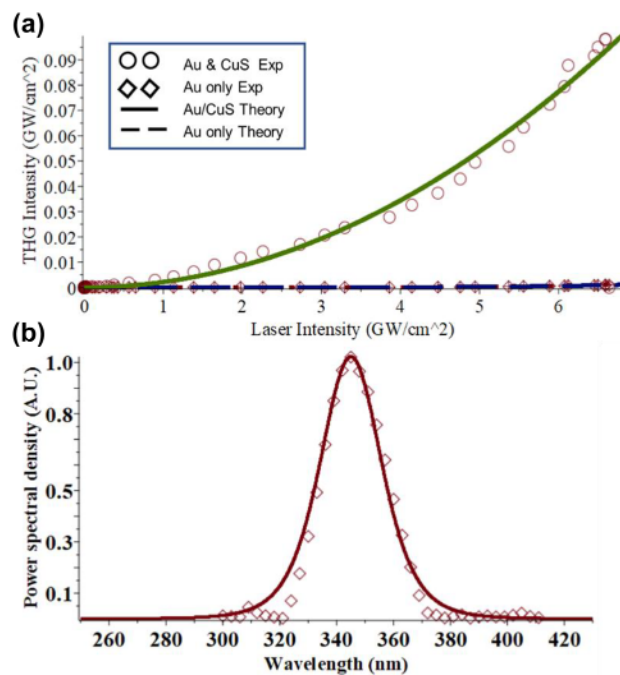 (a)
THG Intensity (GW/cm^2)
0.09
0.08
0.07
0.06
0.05
0.04
0.03
0.02
0.01
0
Au & CuS Exp
Au only Exp
Au/CuS Theory
Au only Theory
0 1 2 3 4 5 6
Laser Intensity (GW/cm^2)
(b)
Power spectral density (A.U.)
1.0
0.8
0.5
0.3
0.1
260 280 300 320 340 360 380 400 420
Wavelength (nm)